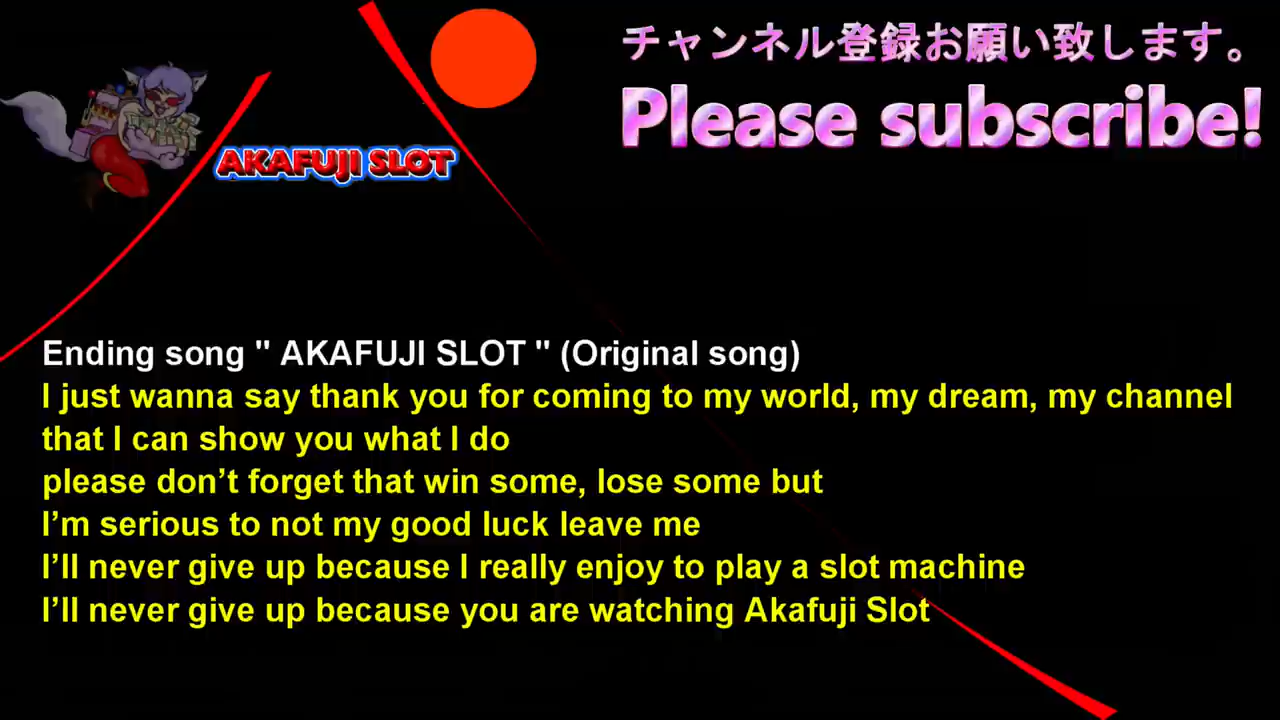 チャンネル登録お願い致します。
Please subscribe!
AKAFUJI SLOT
Ending song " AKAFUJI SLOT " (Original song)
I just wanna say thank you for coming to my world, my dream, my channel
that I can show you what I do
please don’t forget that win some, lose some but
I’m serious to not my good luck leave me
I’ll never give up because I really enjoy to play a slot machine
I’ll never give up because you are watching Akafuji Slot